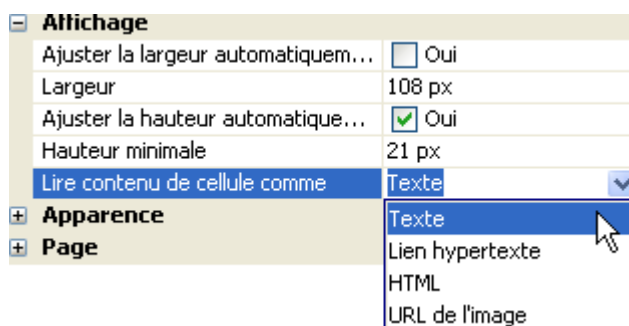 Affichage
Ajuster la largeur automatiquem... Oui
Largeur 108 px
Ajuster la hauteur automatique... Oui
Hauteur minimale 21 px
Lire contenu de cellule comme Texte
Apparence Texte
Page Lien hypertexte
HTML
URL de l'image